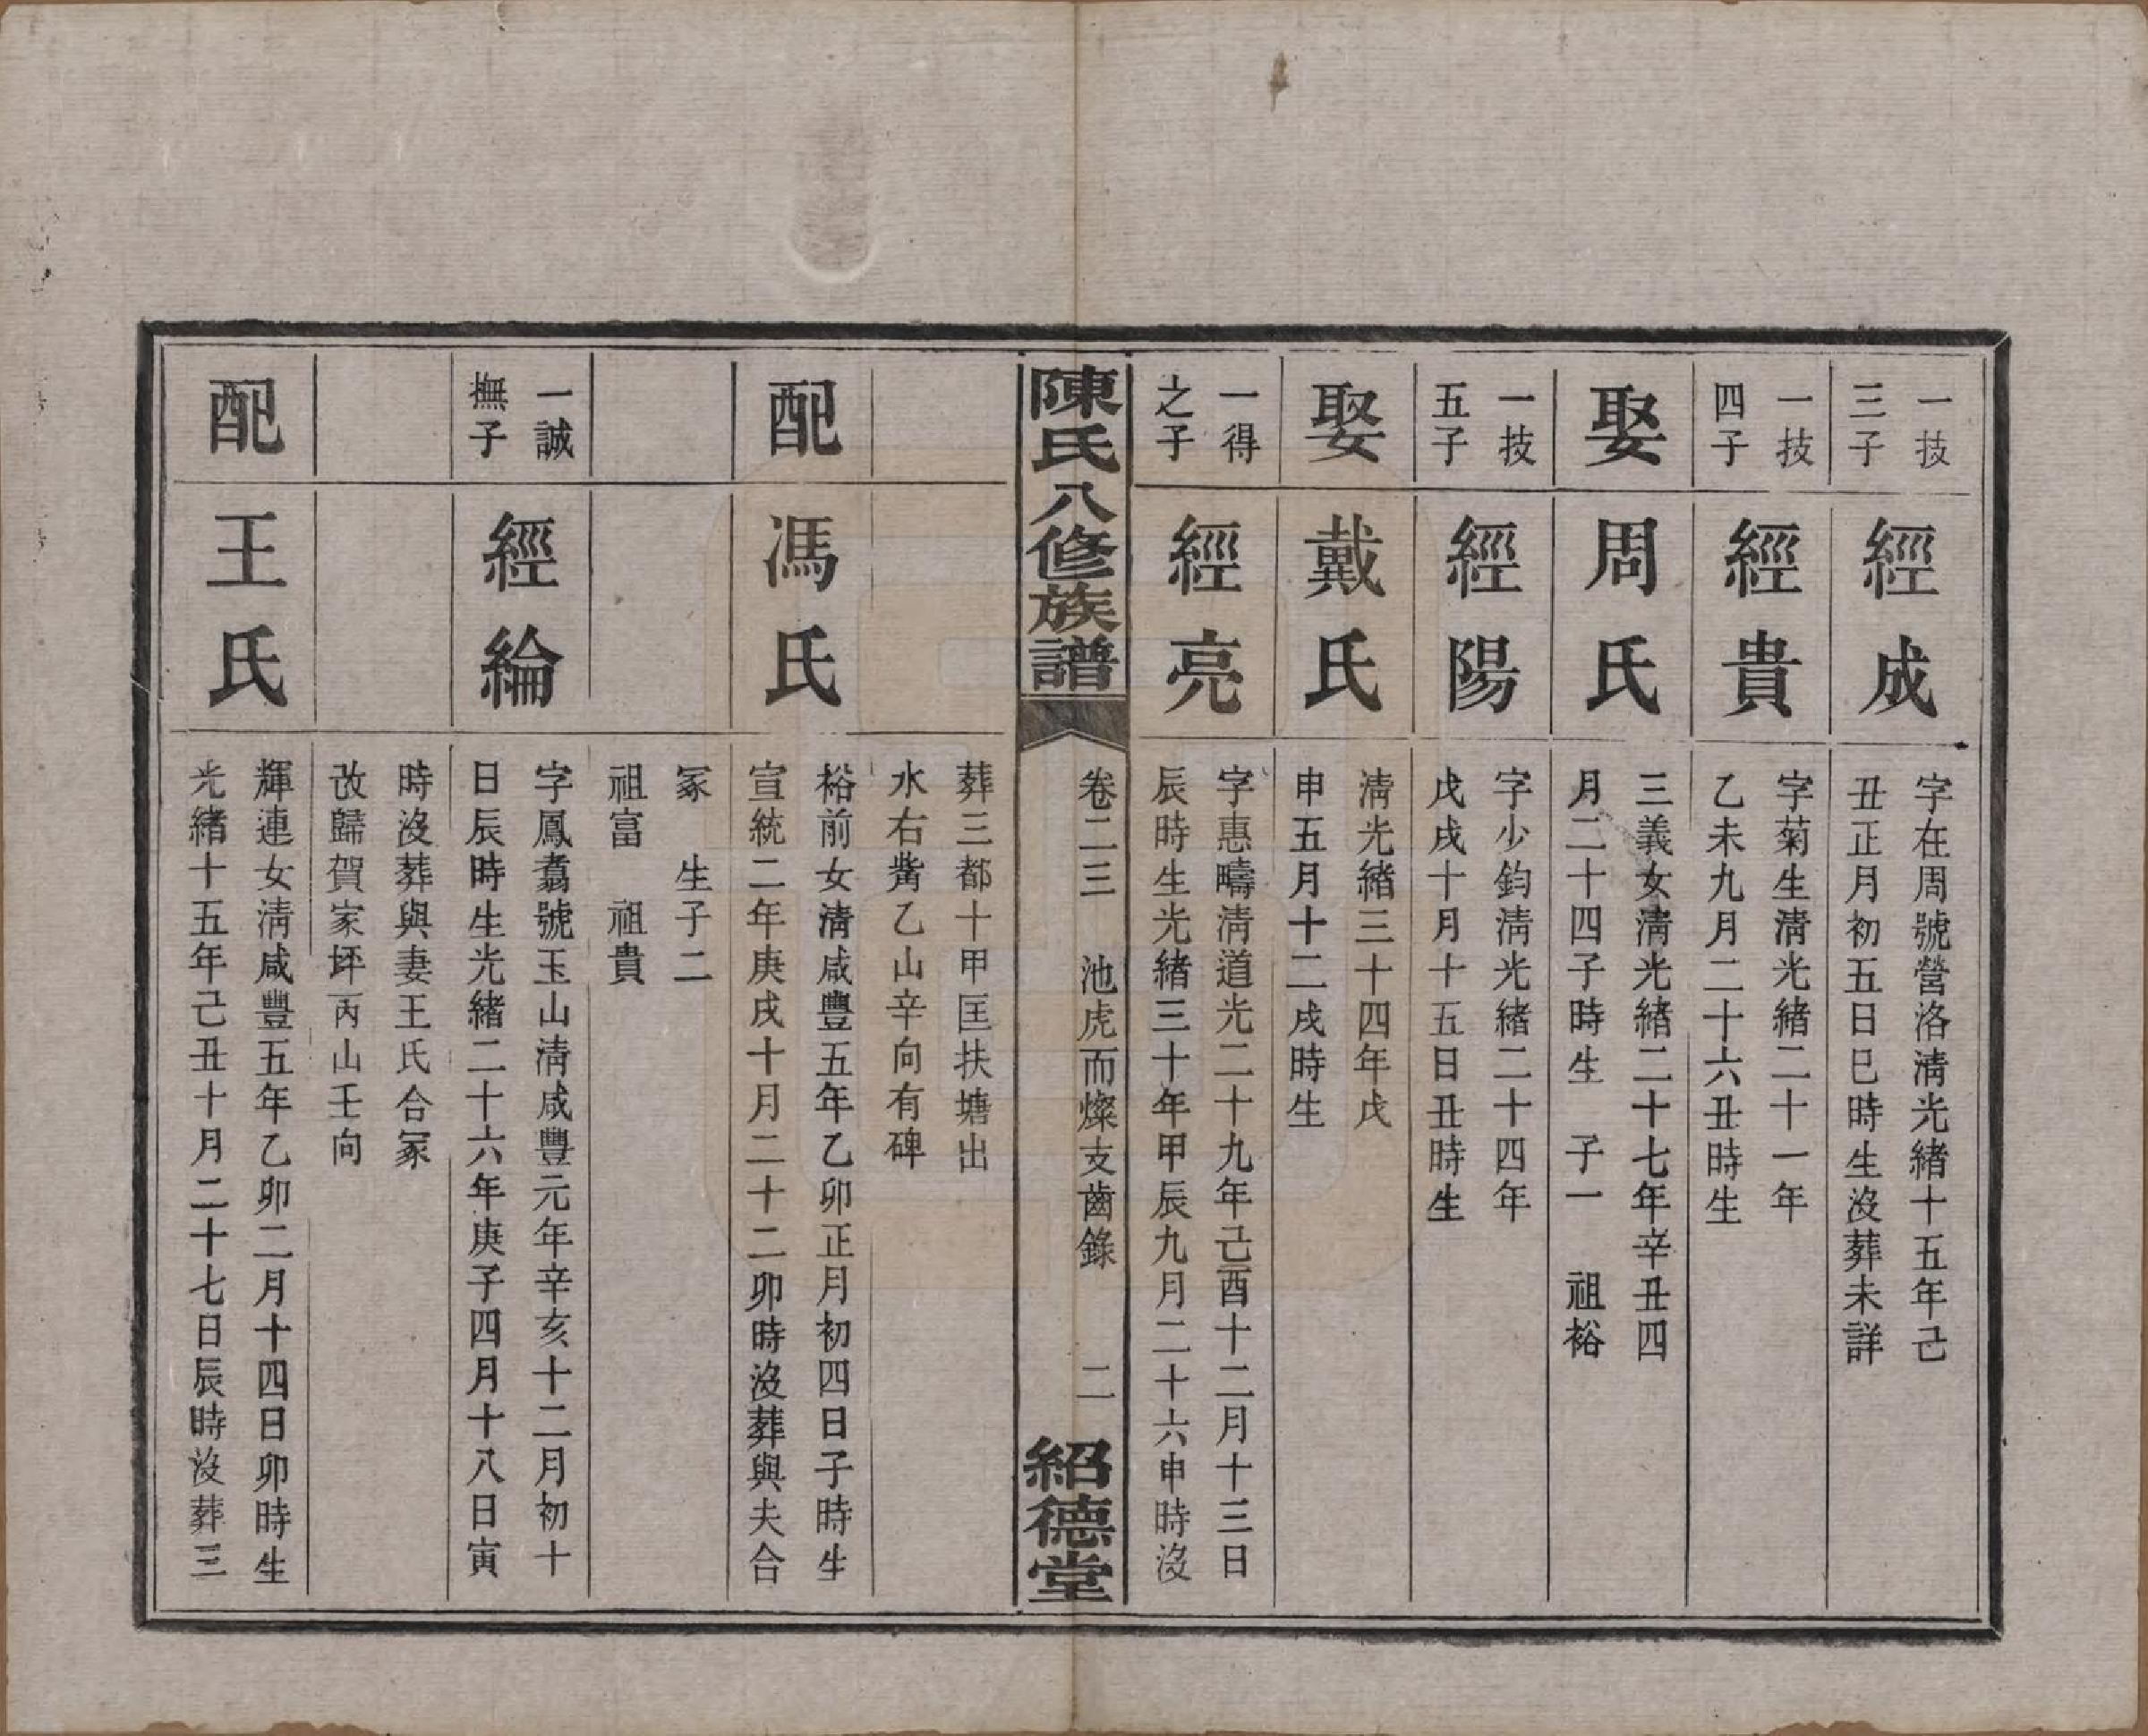 一技
三子
經成
字在周號營洛清光緒十五年己
丑正月初五日巳時生沒葬未詳
一技
四子
經貴
字菊生清光緒二十一年
乙未九月二十六丑時生
娶
周氏
三義女清光緒二十七年辛丑四
月二十四子時生　子一　祖裕
一技
五子
經陽
字少鈞清光緒二十四年
戊戌十月十五日丑時生
娶
戴氏
清光緒三十四年戊
申五月十二戌時生
一得
之子
經亮
字惠疇清道光二十九年己酉十二月十三日
辰時生光緒三十年甲辰九月二十六申時沒
陳氏八修族譜
卷二三　池虎而燦支齒錄　二
紹德堂
葬三都十甲匡扶塘出
水右觜乙山辛向有碑
配
馮氏
裕前女清咸豐五年乙卯正月初四日子時生
宣統二年庚戌十月二十二卯時沒葬與夫合
冢　生子二
祖富　祖貴
一誠
撫子
經綸
字鳳翥號玉山清咸豐元年辛亥十二月初十
日辰時生光緒二十六年庚子四月十八日寅
時沒葬與妻王氏合冢
改歸賀家坪丙山壬向
配
王氏
輝連女清咸豐五年乙卯二月十四日卯時生
光緒十五年己丑十月二十七日辰時沒葬三